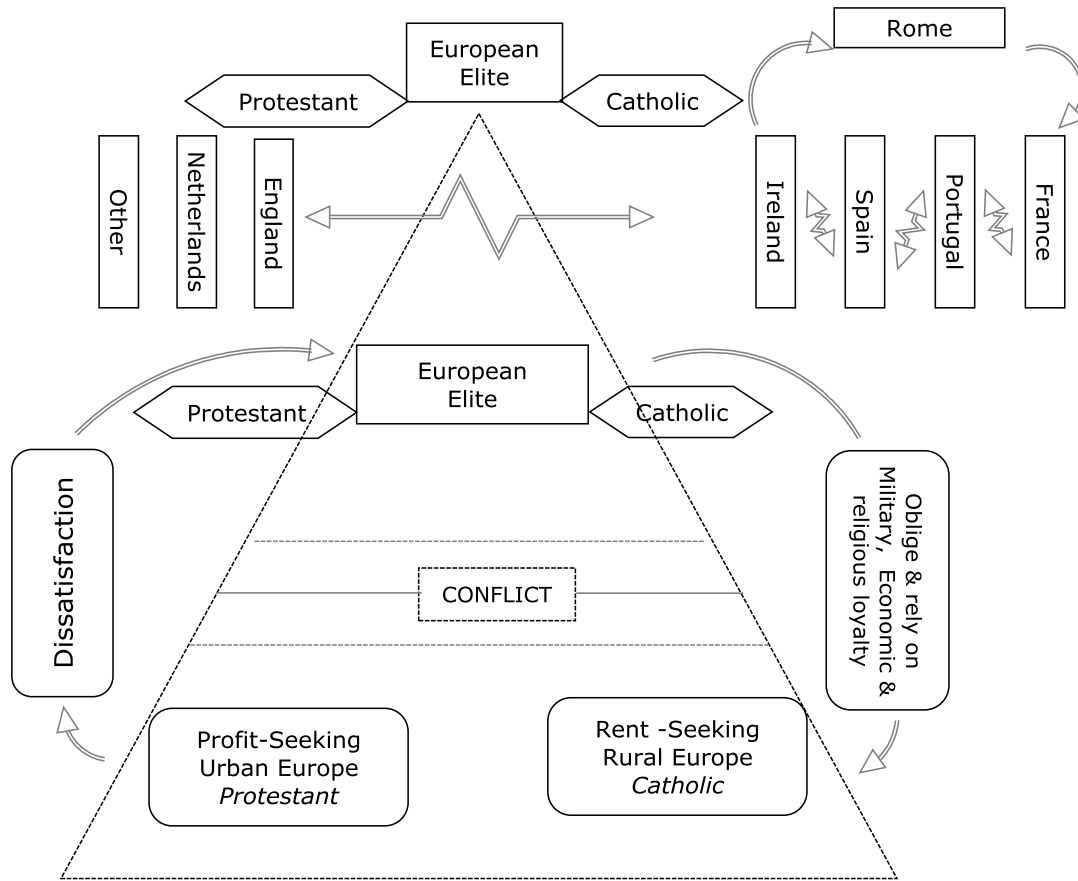 European
Elite
Protestant
Catholic
Rome
Other
Netherlands
England
Ireland
Spain
Portugal
France
European
Elite
Protestant
Catholic
Dissatisfaction
Oblige & rely on
Military, Economic &
religious loyalty
CONFLICT
Profit-Seeking
Urban Europe
Protestant
Rent -Seeking
Rural Europe
Catholic